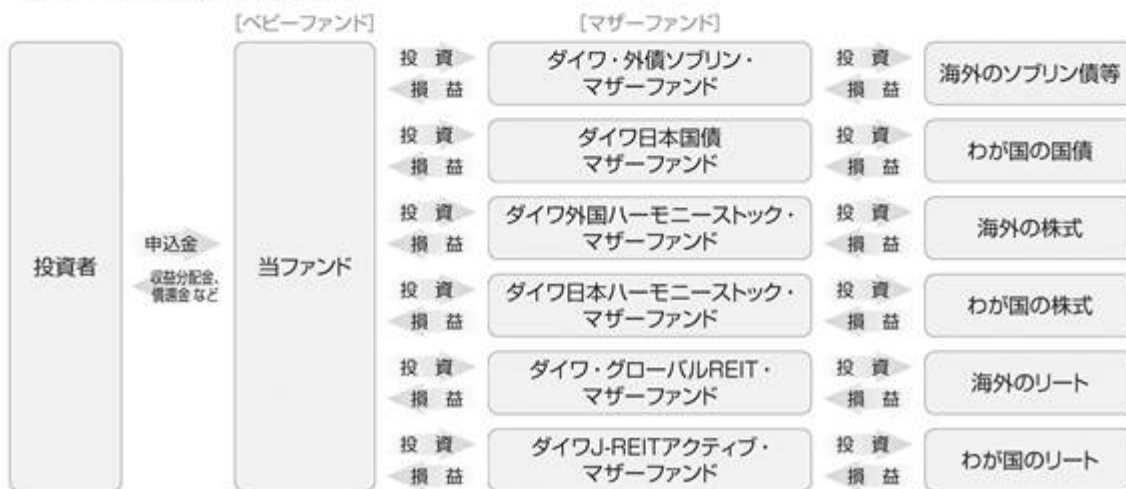 [ベビーファンド]
[マザーファンド]
投資者
申込金
収益分配金、
償還金 など
当ファンド
投 資
損 益
ダイワ・外債ソブリン・
マザーファンド
投 資
損 益
海外のソブリン債等
投 資
損 益
ダイワ日本国債
マザーファンド
投 資
損 益
わが国の国債
投 資
損 益
ダイワ外国ハーモニーストック・
マザーファンド
投 資
損 益
海外の株式
投 資
損 益
ダイワ日本ハーモニーストック・
マザーファンド
投 資
損 益
わが国の株式
投 資
損 益
ダイワ・グローバルREIT・
マザーファンド
投 資
損 益
海外のリート
投 資
損 益
ダイワJ-REITアクティブ・
マザーファンド
投 資
損 益
わが国のリート